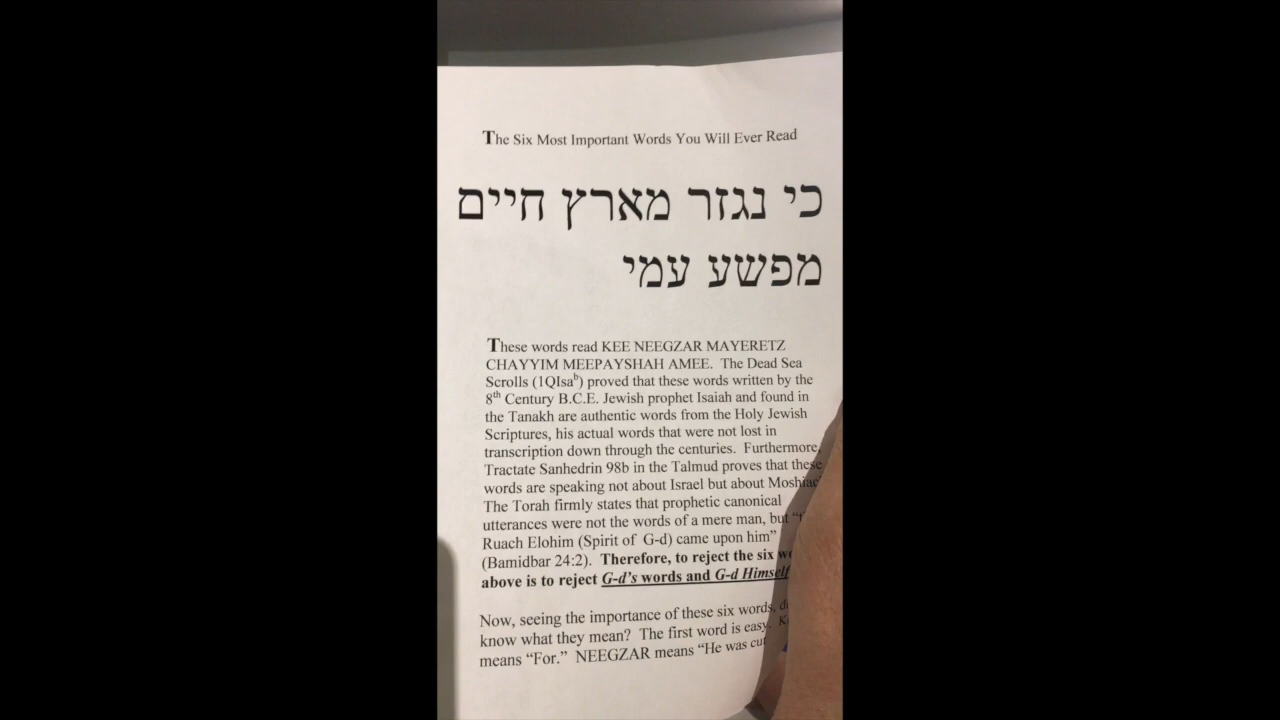 The Six Most Important Words You Will Ever Read
כי נגזר מארץ חיים
מפשע עמי
These words read KEE NEEGZAR MAYERETZ
CHAYYIM MEEPAYSHAH AMEE. The Dead Sea
Scrolls (1QIsaᵇ) proved that these words written by the
8ᵗʰ Century B.C.E. Jewish prophet Isaiah and found in
the Tanakh are authentic words from the Holy Jewish
Scriptures, his actual words that were not lost in
transcription down through the centuries. Furthermore,
Tractate Sanhedrin 98b in the Talmud proves that these
words are speaking not about Israel but about
The Torah firmly states that prophetic canonical
utterances were not the words of a mere man, but
Ruach Elohim (Spirit of G-d) came upon him”
(Bamidbar 24:2). Therefore, to reject the six
above is to reject G-d’s words and G-d Himself
Now, seeing the importance of these six words,
know what they mean? The first word is easy.
means “For.” NEEGZAR means “He was